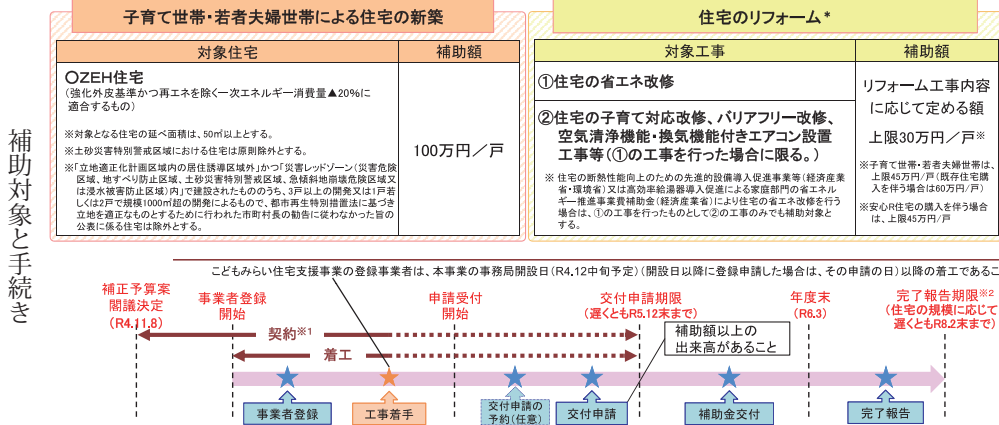 補助対象と手続き
子育て世帯・若者夫婦世帯による住宅の新築
対象住宅
補助額
○ZEH住宅
(強化外皮基準かつ再エネを除く一次エネルギー消費量▲20%に
適合するもの)
※対象となる住宅の延べ面積は、50㎡以上とする。
※土砂災害特別警戒区域における住宅は原則除外とする。
※「立地適正化計画区域内の居住誘導区域外」かつ「災害レッドゾーン(災害危険
区域、地すべり防止区域、土砂災害特別警戒区域、急傾斜地崩壊危険区域又
は浸水被害防止区域)内」で建設されたもののうち、3戸以上の開発又は1戸若
しくは2戸で規模1000㎡超の開発によるもので、都市再生特別措置法に基づき
立地を適正なものとするために行われた市町村長の勧告に従わなかった旨の
公表に係る住宅は除外とする。
100万円/戸
住宅のリフォーム*
対象工事
補助額
①住宅の省エネ改修
②住宅の子育て対応改修、バリアフリー改修、
空気清浄機能・換気機能付きエアコン設置
工事等(①の工事を行った場合に限る。)
※ 住宅の断熱性能向上のための先進的設備導入促進事業等(経済産業
省・環境省)又は高効率給湯器導入促進による家庭部門の省エネル
ギー推進事業費補助金(経済産業省)により住宅の省エネ改修を行う
場合は、①の工事を行ったものとして②の工事のみでも補助対象と
する。
リフォーム工事内容
に応じて定める額
上限30万円/戸※
※子育て世帯・若者夫婦世帯は、
上限45万円/戸(既存住宅購
入を伴う場合は60万円/戸)
※安心R住宅の購入を伴う場合
は、上限45万円/戸
こどもみらい住宅支援事業の登録事業者は、本事業の事務局開設日(R4.12中旬予定)(開設日以降に登録申請した場合は、その申請の日)以降の着工であるこ
補正予算案
閣議決定
(R4.11.8)
事業者登録
開始
申請受付
開始
交付申請期限
(遅くともR5.12末まで)
年度末
(R6.3)
完了報告期限※2
(住宅の規模に応じて
遅くともR8.2末まで)
契約※1
着工
補助額以上の
出来高があること
事業者登録
工事着手
交付申請の
予約(任意)
交付申請
補助金交付
完了報告